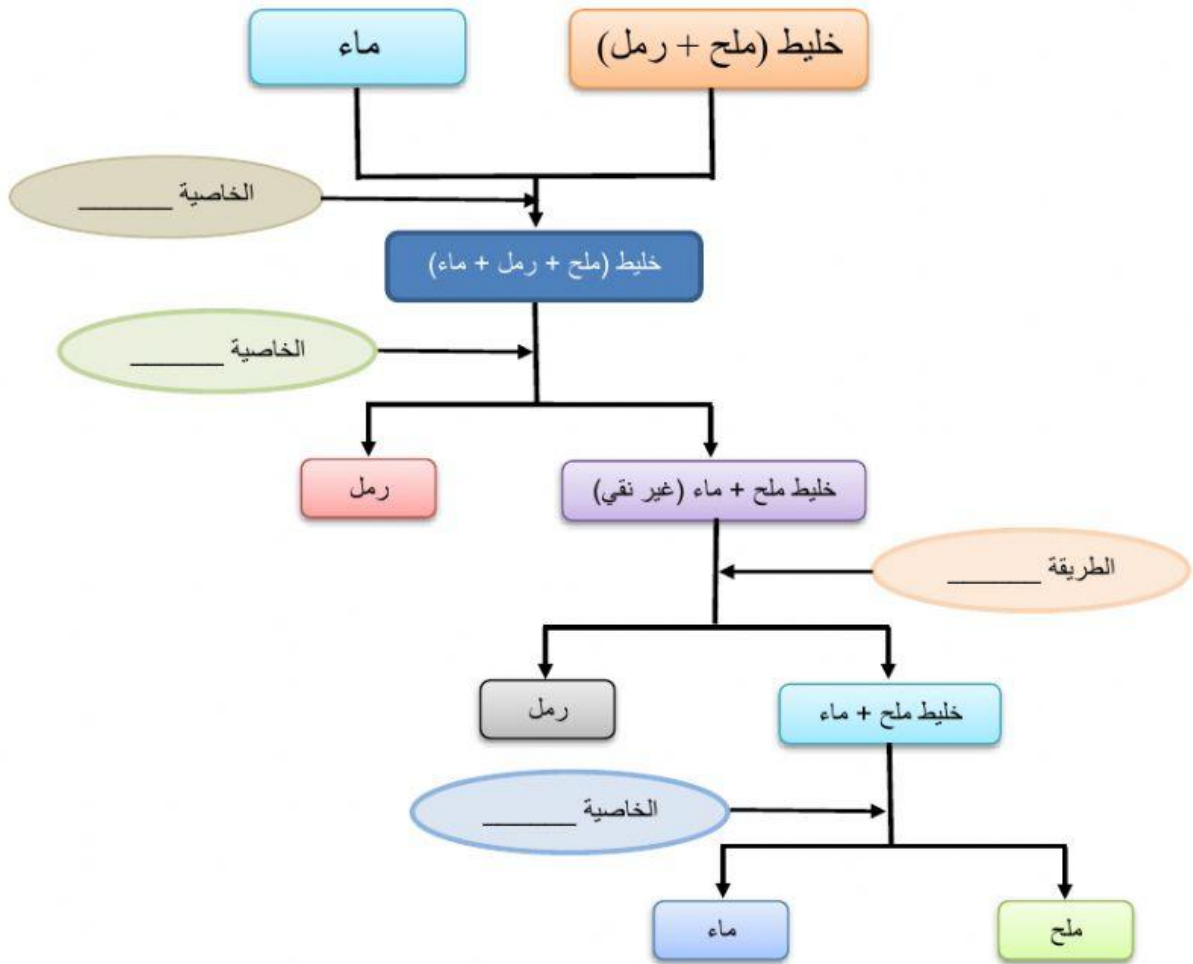 خليط (ملح + رمل)
ماء
الخاصية ______
خليط (ملح + رمل + ماء)
الخاصية ______
خليط ملح + ماء (غير نقي)
رمل
الطريقة ______
خليط ملح + ماء
رمل
الخاصية ______
ملح
ماء